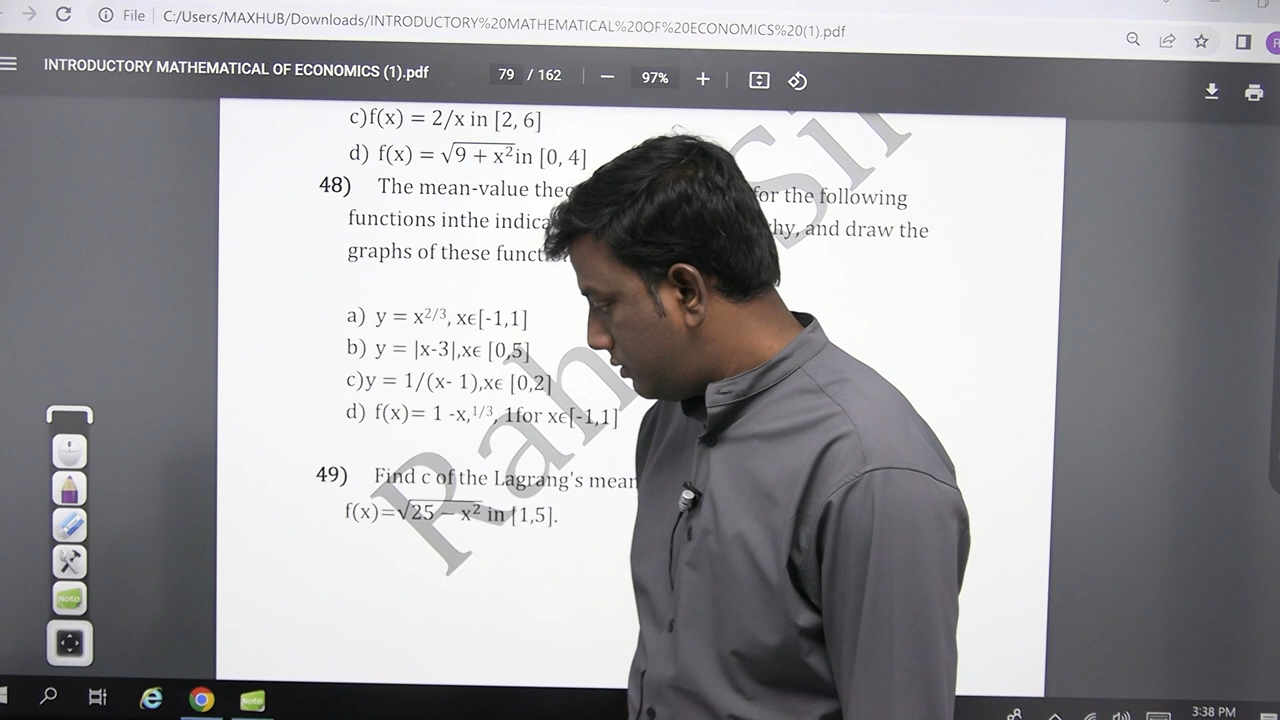 File C:/Users/MAXHUB/Downloads/INTRODUCTORY%20MATHEMATICAL%20OF%20ECONOMICS%20(1).pdf
INTRODUCTORY MATHEMATICAL OF ECONOMICS (1).pdf 79 / 162 97%
c)f(x) = 2/x in [2, 6]
d) f(x) = √9 + x² in [0, 4]
48) The mean-value for the following
functions inthe and draw the
graphs of these
a) y = x^2/3, xϵ[-1,1]
b) y = |x-3|,xϵ [0,5]
c)y = 1/(x- 1),xϵ [0,2]
d) f(x)= 1 -x,^1/3, 1for xϵ[-1,1]
49) Find c of the Lagrang's mean
f(x)=√25 − x² in [1,5].
Note
Note
3:38 PM